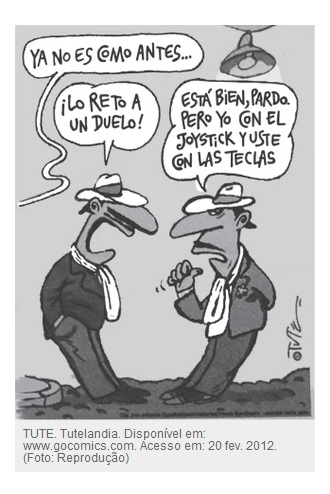 YA NO ES COMO ANTES...
¡LO RETO A
UN DUELO!
ESTÁ BIEN, PARDO.
PERO YO CON EL
JOYSTICK Y USTE
CON LAS TECLAS
©TUTE
TUTE. Tutelandia. Disponível em:
www.gocomics.com. Acesso em: 20 fev. 2012.
(Foto: Reprodução)